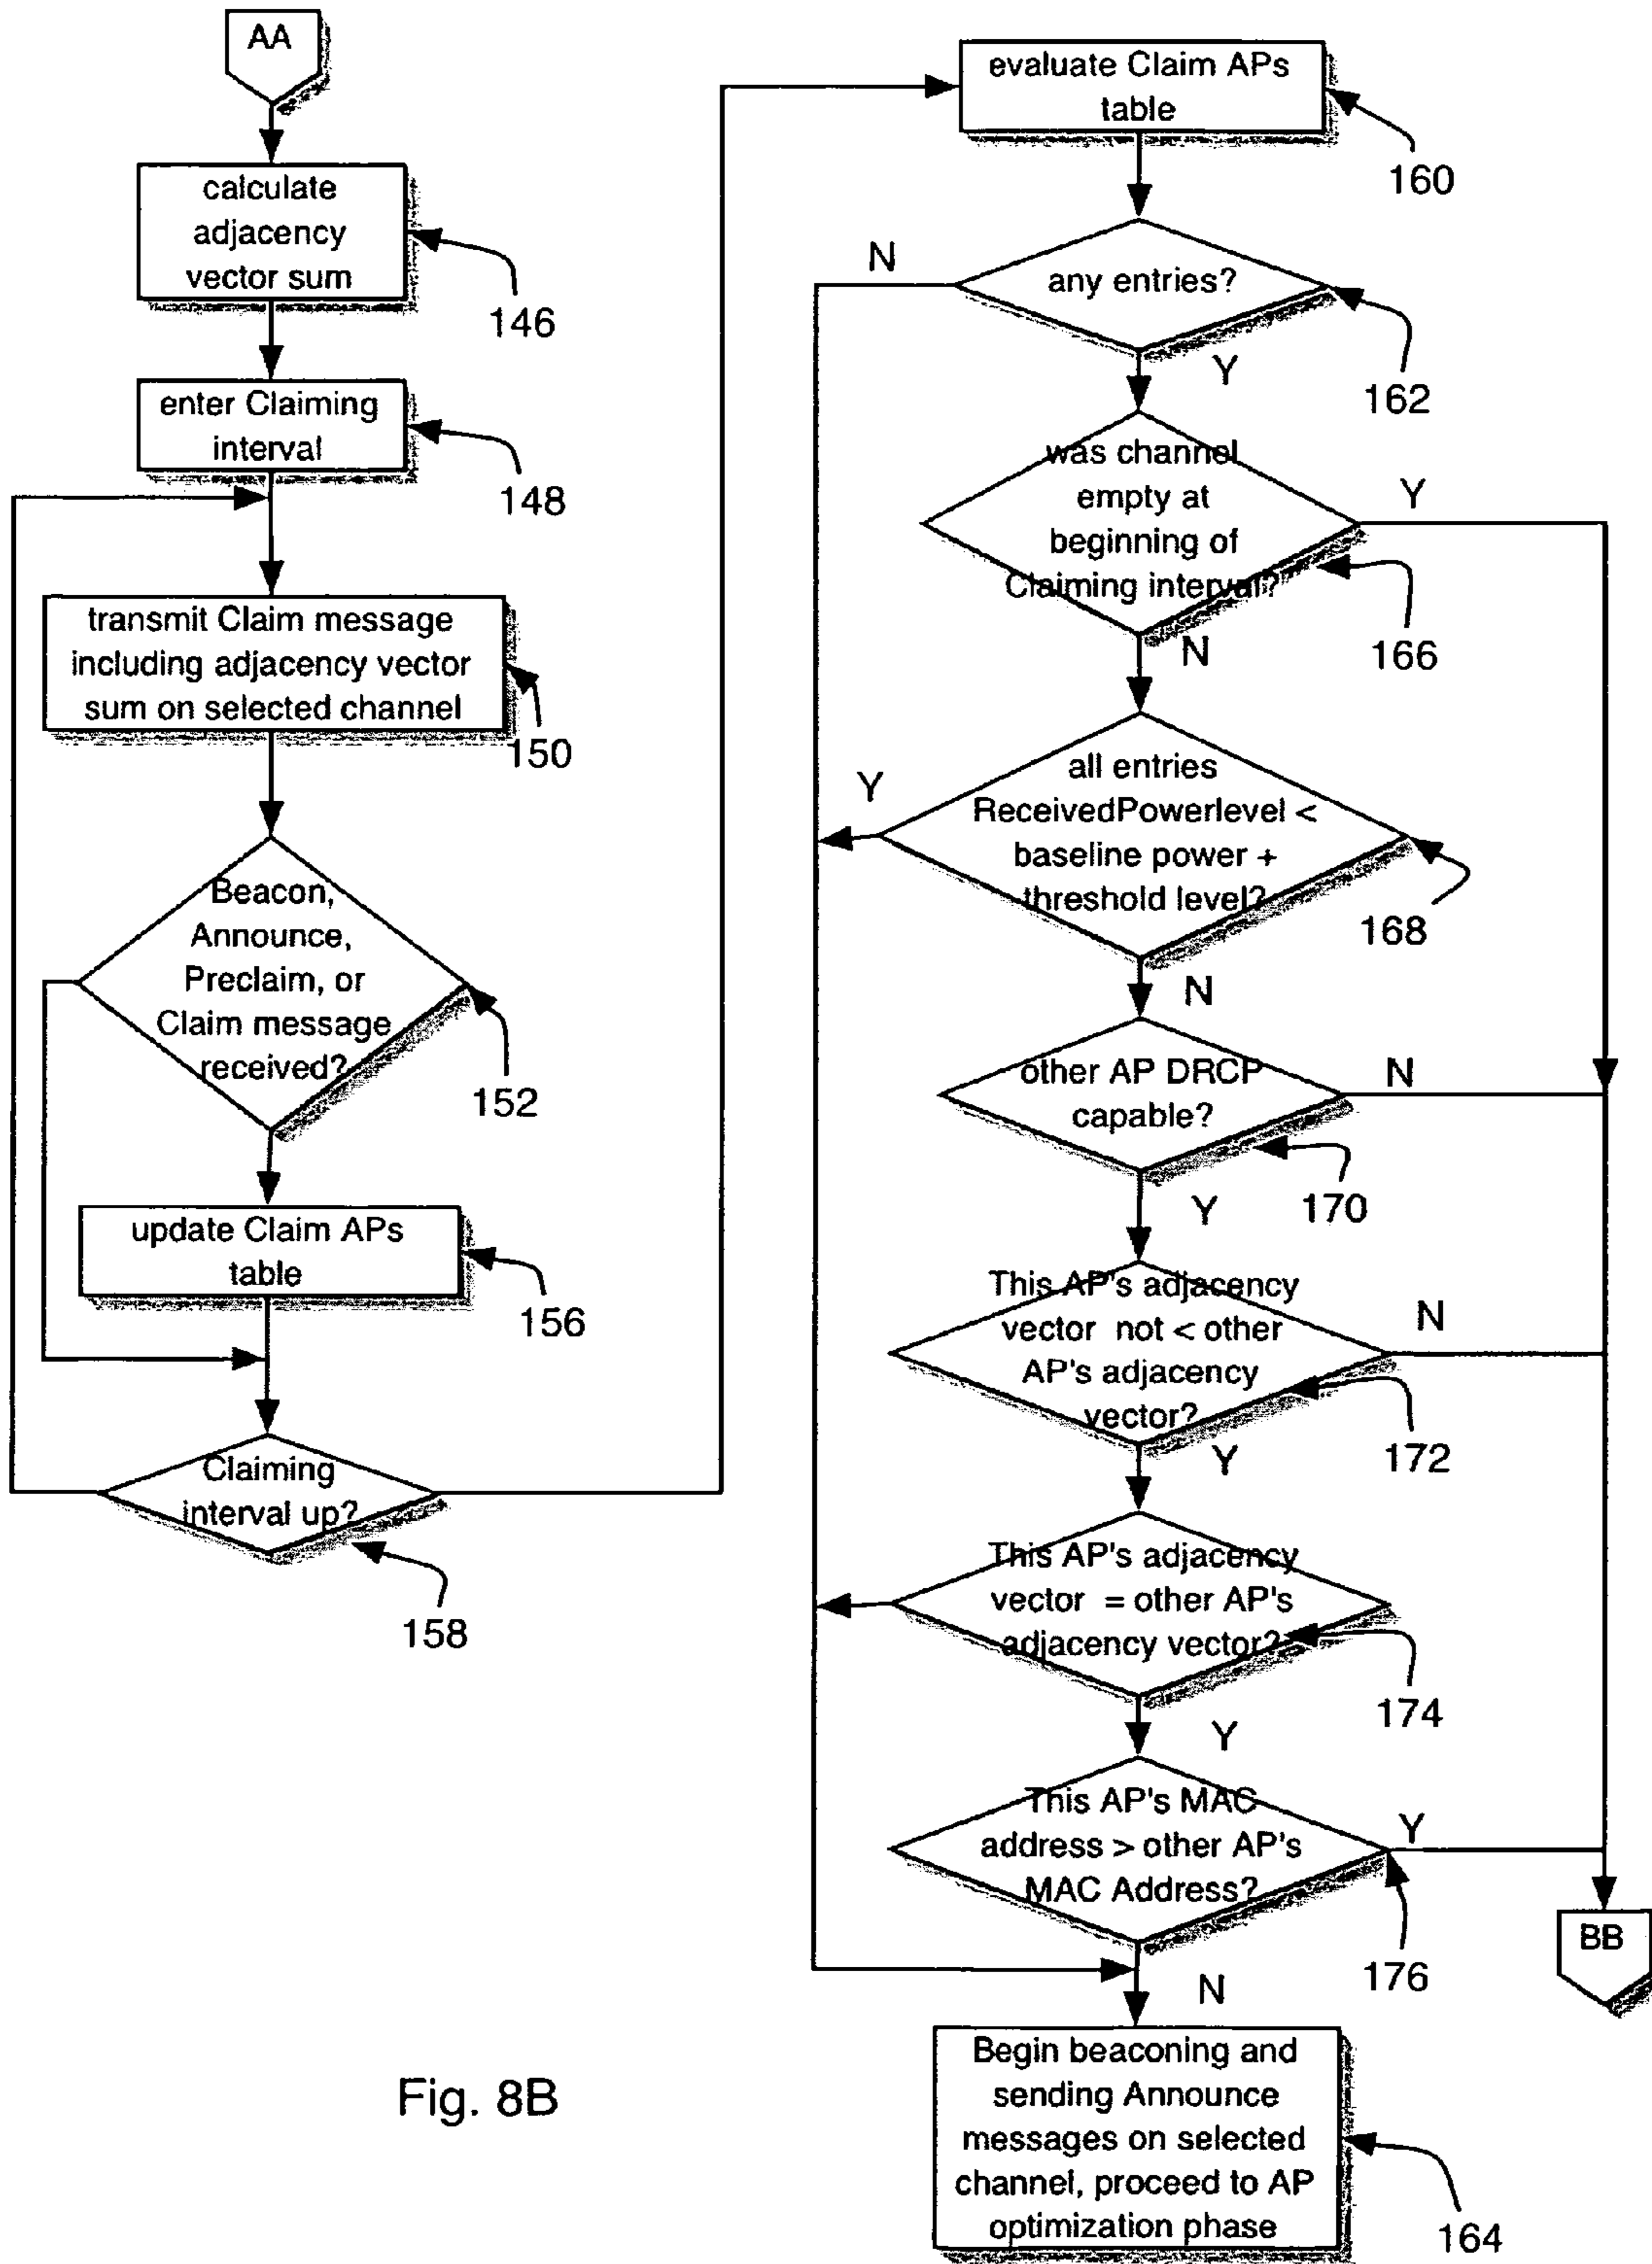 AA
calculate
adjacency
vector sum
146
enter Claiming
interval
148
transmit Claim message
including adjacency vector
sum on selected channel
150
Beacon,
Announce,
Preclaim, or
Claim message
received?
152
update Claim APs
table
156
Claiming
interval up?
158
evaluate Claim APs
table
160
N
any entries?
Y
162
was channel
empty at
beginning of
Claiming interval?
Y
N
166
all entries
ReceivedPowerlevel <
baseline power +
threshold level?
Y
N
168
other AP DRCP
capable?
N
Y
170
This AP's adjacency
vector not < other
AP's adjacency
vector?
N
Y
172
This AP's adjacency
vector = other AP's
adjacency vector?
174
Y
This AP's MAC
address > other AP's
MAC Address?
Y
176
BB
N
Begin beaconing and
sending Announce
messages on selected
channel, proceed to AP
optimization phase
164
Fig. 8B